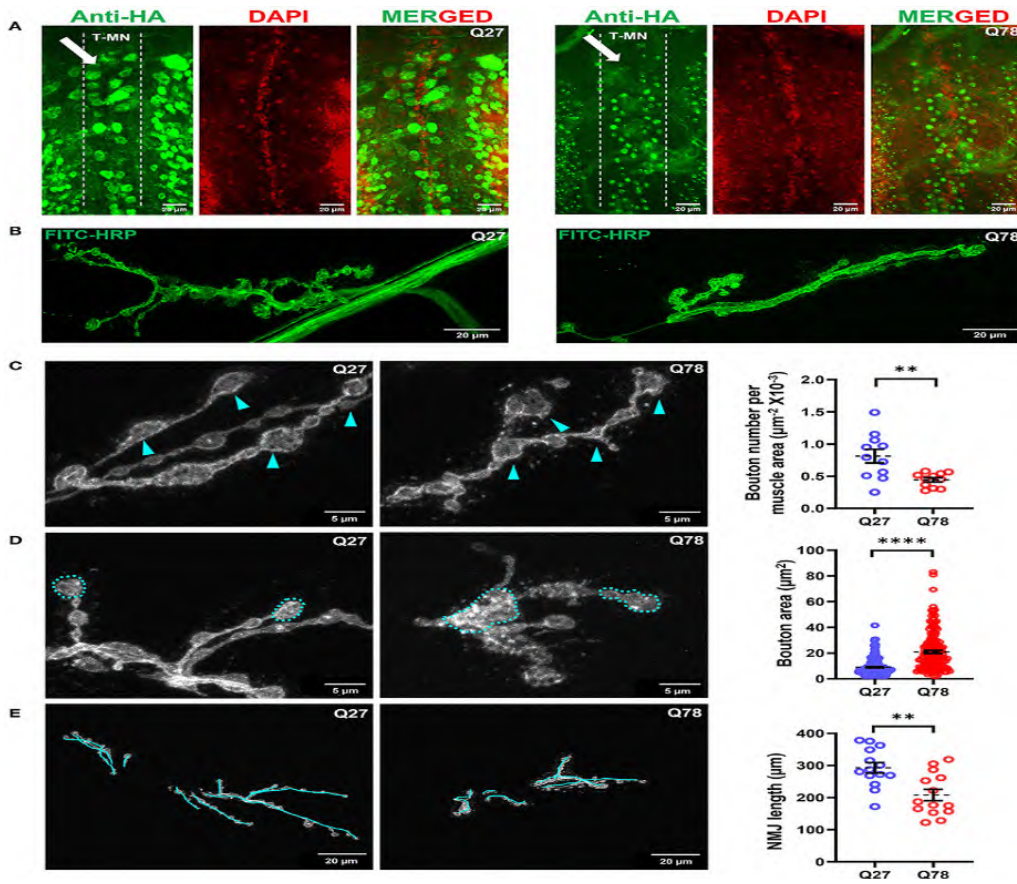 Anti-HA DAPI MERGED Anti-HA DAPI MERGED
A
T-MN Q27 T-MN Q78
20 µm 20 µm 20 µm 20 µm 20 µm 20 µm
B
FITC-HRP Q27 FITC-HRP Q78
20 µm 20 µm
C
Q27 Q78
5 µm 5 µm
Bouton number per
muscle area (µm⁻² X10⁻³)
**
2.0
1.5
1.0
0.5
0.0
Q27 Q78
D
Q27 Q78
5 µm 5 µm
Bouton area (µm²)
****
100
80
60
40
20
0
Q27 Q78
E
Q27 Q78
20 µm 20 µm
NMJ length (µm)
**
400
300
200
100
0
Q27 Q78